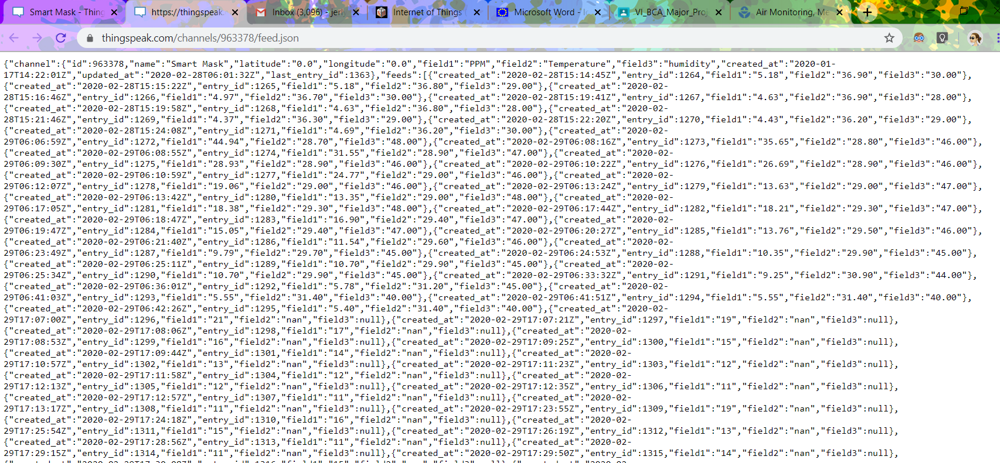 Smart Mask - Thing
https://thingspeak.
Inbox (3,096) - jerl
Internet of Things
Microsoft Word - I
VI_BCA_Major_Proj
Air Monitoring, Me
thingspeak.com/channels/963378/feed.json
{"channel":{"id":963378,"name":"Smart Mask","latitude":"0.0","longitude":"0.0","field1":"PPM","field2":"Temperature","field3":"humidity","created_at":"2020-01-
17T14:22:01Z","updated_at":"2020-02-28T06:01:32Z","last_entry_id":1363},"feeds":[{"created_at":"2020-02-28T15:14:45Z","entry_id":1264,"field1":"5.18","field2":"36.90","field3":"30.00"},
{"created_at":"2020-02-28T15:15:22Z","entry_id":1265,"field1":"5.18","field2":"36.80","field3":"29.00"},{"created_at":"2020-02-
28T15:16:46Z","entry_id":1266,"field1":"4.97","field2":"36.70","field3":"30.00"},{"created_at":"2020-02-28T15:19:41Z","entry_id":1267,"field1":"4.63","field2":"36.90","field3":"28.00"},
{"created_at":"2020-02-28T15:19:58Z","entry_id":1268,"field1":"4.63","field2":"36.80","field3":"28.00"},{"created_at":"2020-02-
28T15:21:46Z","entry_id":1269,"field1":"4.37","field2":"36.30","field3":"29.00"},{"created_at":"2020-02-28T15:22:20Z","entry_id":1270,"field1":"4.43","field2":"36.20","field3":"29.00"},
{"created_at":"2020-02-28T15:24:08Z","entry_id":1271,"field1":"4.69","field2":"36.20","field3":"30.00"},{"created_at":"2020-02-
29T06:06:59Z","entry_id":1272,"field1":"44.94","field2":"28.70","field3":"48.00"},{"created_at":"2020-02-29T06:08:16Z","entry_id":1273,"field1":"35.65","field2":"28.80","field3":"46.00"},
{"created_at":"2020-02-29T06:08:55Z","entry_id":1274,"field1":"31.55","field2":"28.90","field3":"47.00"},{"created_at":"2020-02-
29T06:09:30Z","entry_id":1275,"field1":"28.93","field2":"28.90","field3":"46.00"},{"created_at":"2020-02-29T06:10:22Z","entry_id":1276,"field1":"26.69","field2":"28.90","field3":"46.00"},
{"created_at":"2020-02-29T06:10:59Z","entry_id":1277,"field1":"24.77","field2":"29.00","field3":"46.00"},{"created_at":"2020-02-
29T06:12:07Z","entry_id":1278,"field1":"19.06","field2":"29.00","field3":"46.00"},{"created_at":"2020-02-29T06:13:24Z","entry_id":1279,"field1":"13.63","field2":"29.00","field3":"47.00"},
{"created_at":"2020-02-29T06:13:42Z","entry_id":1280,"field1":"13.35","field2":"29.00","field3":"48.00"},{"created_at":"2020-02-
29T06:17:05Z","entry_id":1281,"field1":"18.38","field2":"29.30","field3":"48.00"},{"created_at":"2020-02-29T06:17:44Z","entry_id":1282,"field1":"18.21","field2":"29.30","field3":"47.00"},
{"created_at":"2020-02-29T06:18:47Z","entry_id":1283,"field1":"16.90","field2":"29.40","field3":"47.00"},{"created_at":"2020-02-
29T06:19:47Z","entry_id":1284,"field1":"15.05","field2":"29.40","field3":"47.00"},{"created_at":"2020-02-29T06:20:27Z","entry_id":1285,"field1":"13.76","field2":"29.50","field3":"46.00"},
{"created_at":"2020-02-29T06:21:40Z","entry_id":1286,"field1":"11.54","field2":"29.60","field3":"46.00"},{"created_at":"2020-02-
29T06:23:49Z","entry_id":1287,"field1":"9.79","field2":"29.70","field3":"45.00"},{"created_at":"2020-02-29T06:24:53Z","entry_id":1288,"field1":"10.35","field2":"29.90","field3":"45.00"},
{"created_at":"2020-02-29T06:25:11Z","entry_id":1289,"field1":"10.70","field2":"29.90","field3":"45.00"},{"created_at":"2020-02-
29T06:25:34Z","entry_id":1290,"field1":"10.70","field2":"29.90","field3":"45.00"},{"created_at":"2020-02-29T06:33:32Z","entry_id":1291,"field1":"9.25","field2":"30.90","field3":"44.00"},
{"created_at":"2020-02-29T06:36:01Z","entry_id":1292,"field1":"5.78","field2":"31.20","field3":"45.00"},{"created_at":"2020-02-
29T06:41:03Z","entry_id":1293,"field1":"5.55","field2":"31.40","field3":"40.00"},{"created_at":"2020-02-29T06:41:51Z","entry_id":1294,"field1":"5.55","field2":"31.40","field3":"40.00"},
{"created_at":"2020-02-29T06:42:26Z","entry_id":1295,"field1":"5.40","field2":"31.40","field3":"40.00"},{"created_at":"2020-02-
29T17:07:00Z","entry_id":1296,"field1":"21","field2":"nan","field3":null},{"created_at":"2020-02-29T17:07:21Z","entry_id":1297,"field1":"19","field2":"nan","field3":null},
{"created_at":"2020-02-29T17:08:06Z","entry_id":1298,"field1":"17","field2":"nan","field3":null},{"created_at":"2020-02-
29T17:08:53Z","entry_id":1299,"field1":"16","field2":"nan","field3":null},{"created_at":"2020-02-29T17:09:25Z","entry_id":1300,"field1":"15","field2":"nan","field3":null},
{"created_at":"2020-02-29T17:09:44Z","entry_id":1301,"field1":"14","field2":"nan","field3":null},{"created_at":"2020-02-
29T17:10:57Z","entry_id":1302,"field1":"13","field2":"nan","field3":null},{"created_at":"2020-02-29T17:11:23Z","entry_id":1303,"field1":"12","field2":"nan","field3":null},
{"created_at":"2020-02-29T17:11:58Z","entry_id":1304,"field1":"12","field2":"nan","field3":null},{"created_at":"2020-02-
29T17:12:13Z","entry_id":1305,"field1":"12","field2":"nan","field3":null},{"created_at":"2020-02-29T17:12:35Z","entry_id":1306,"field1":"11","field2":"nan","field3":null},
{"created_at":"2020-02-29T17:12:57Z","entry_id":1307,"field1":"11","field2":"nan","field3":null},{"created_at":"2020-02-
29T17:13:17Z","entry_id":1308,"field1":"11","field2":"nan","field3":null},{"created_at":"2020-02-29T17:23:55Z","entry_id":1309,"field1":"19","field2":"nan","field3":null},
{"created_at":"2020-02-29T17:24:18Z","entry_id":1310,"field1":"16","field2":"nan","field3":null},{"created_at":"2020-02-
29T17:25:54Z","entry_id":1311,"field1":"15","field2":"nan","field3":null},{"created_at":"2020-02-29T17:26:19Z","entry_id":1312,"field1":"13","field2":"nan","field3":null},
{"created_at":"2020-02-29T17:28:56Z","entry_id":1313,"field1":"11","field2":"nan","field3":null},{"created_at":"2020-02-
29T17:29:15Z","entry_id":1314,"field1":"11","field2":"nan","field3":null},{"created_at":"2020-02-29T17:29:50Z","entry_id":1315,"field1":"14","field2":"nan","field3":null},